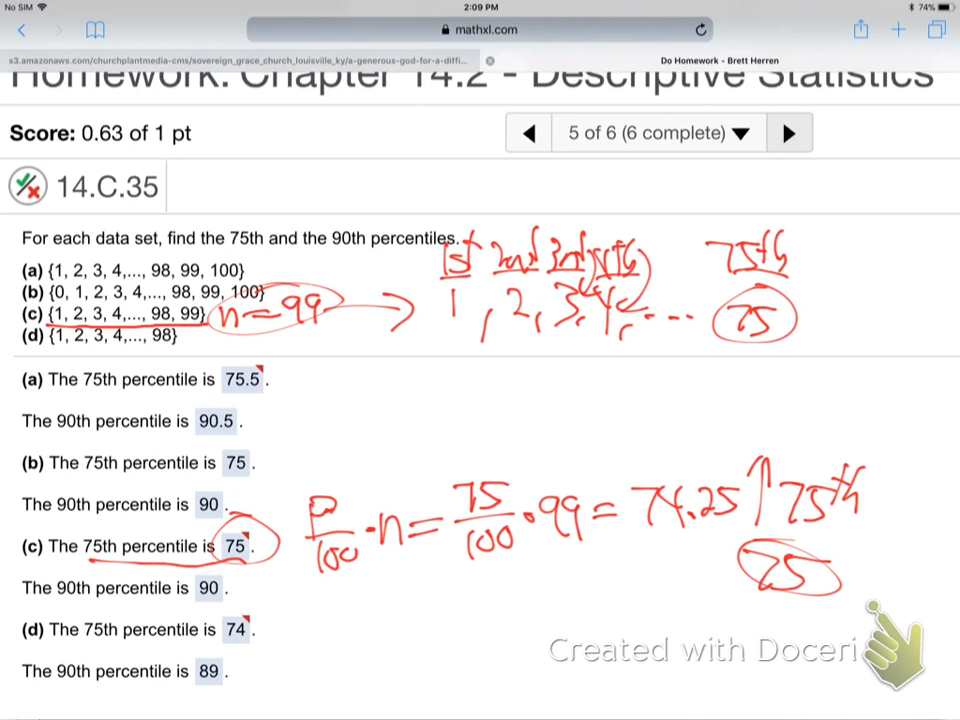 No SIM 2:09 PM 74%
mathxl.com
s3.amazonaws.com/churchplantmedia-cms/sovereign_grace_church_louisville_ky/a-generous-god-for-a-diffi... Do Homework - Brett Herren
Homework: Chapter 14.2 - Descriptive Statistics
Score: 0.63 of 1 pt 5 of 6 (6 complete)
14.C.35
For each data set, find the 75th and the 90th percentiles.
1st 2nd 3rd 4th 75th
(a) {1, 2, 3, 4,..., 98, 99, 100}
(b) {0, 1, 2, 3, 4,..., 98, 99, 100}
(c) {1, 2, 3, 4,..., 98, 99} n=99 → 1, 2, 3, 4, ... 75
(d) {1, 2, 3, 4,..., 98}
(a) The 75th percentile is 75.5.
The 90th percentile is 90.5.
(b) The 75th percentile is 75.
The 90th percentile is 90.
P/100 · n = 75/100 · 99 = 74.25 ↑ 75th
(c) The 75th percentile is 75. 75
The 90th percentile is 90.
(d) The 75th percentile is 74.
Created with Doceri
The 90th percentile is 89.